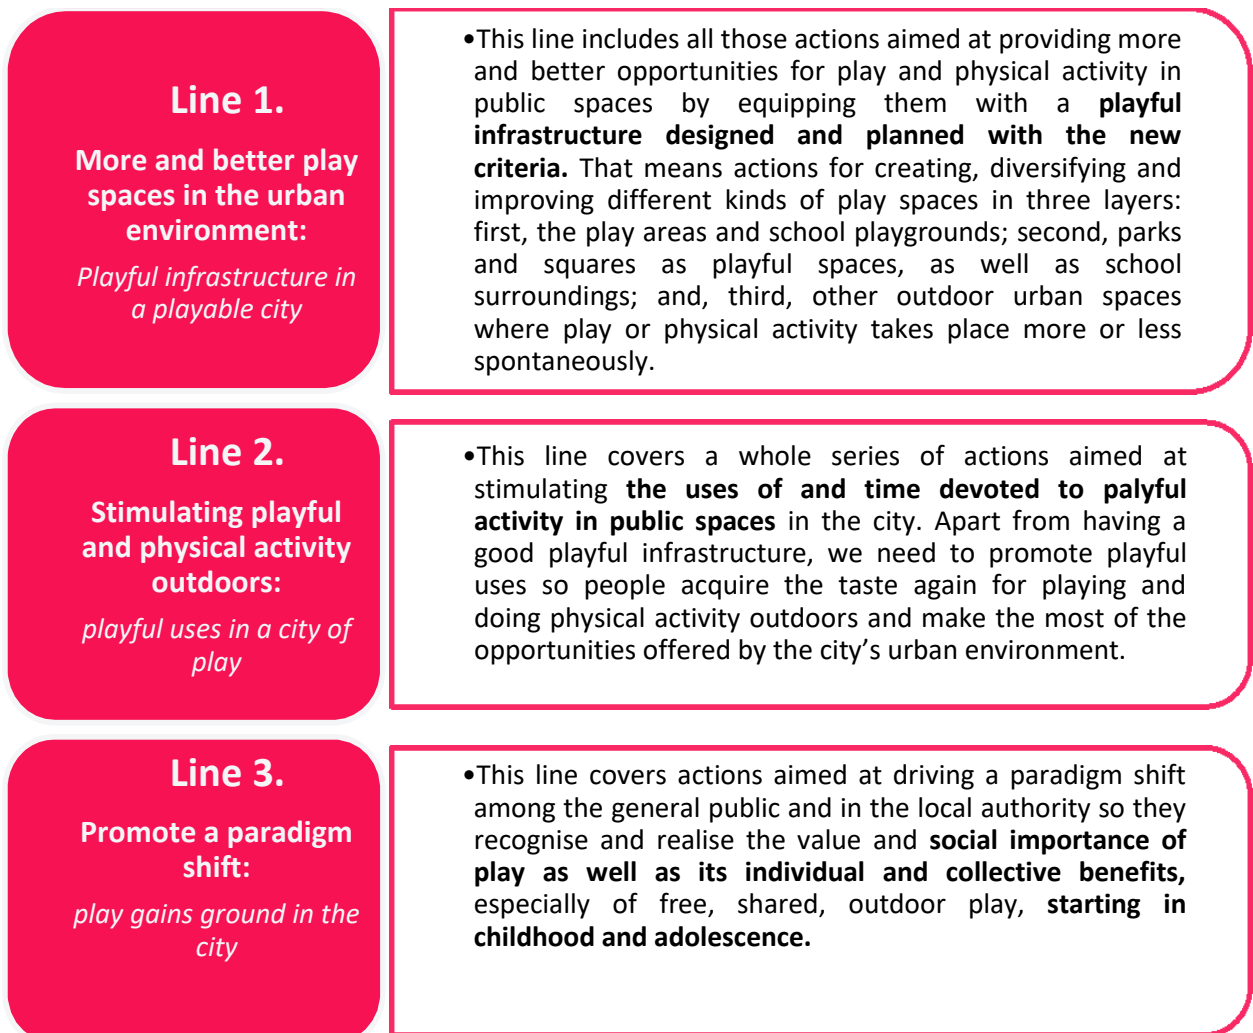 Line 1.
More and better play
spaces in the urban
environment:
Playful infrastructure in
a playable city
•This line includes all those actions aimed at providing more
and better opportunities for play and physical activity in
public spaces by equipping them with a playful
infrastructure designed and planned with the new
criteria. That means actions for creating, diversifying and
improving different kinds of play spaces in three layers:
first, the play areas and school playgrounds; second, parks
and squares as playful spaces, as well as school
surroundings; and, third, other outdoor urban spaces
where play or physical activity takes place more or less
spontaneously.
Line 2.
Stimulating playful
and physical activity
outdoors:
playful uses in a city of
play
•This line covers a whole series of actions aimed at
stimulating the uses of and time devoted to palyful
activity in public spaces in the city. Apart from having a
good playful infrastructure, we need to promote playful
uses so people acquire the taste again for playing and
doing physical activity outdoors and make the most of the
opportunities offered by the city’s urban environment.
Line 3.
Promote a paradigm
shift:
play gains ground in the
city
•This line covers actions aimed at driving a paradigm shift
among the general public and in the local authority so they
recognise and realise the value and social importance of
play as well as its individual and collective benefits,
especially of free, shared, outdoor play, starting in
childhood and adolescence.